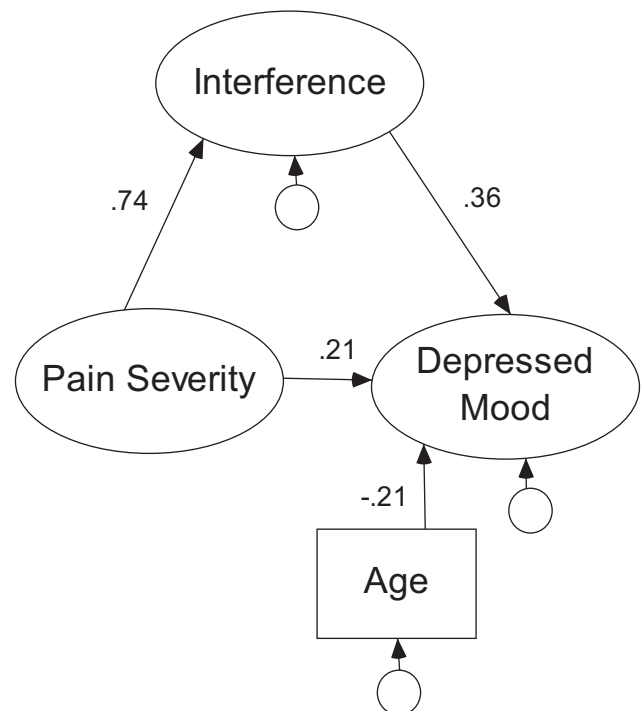 Interference
.74
.36
.21
Pain Severity
Depressed
Mood
-.21
Age